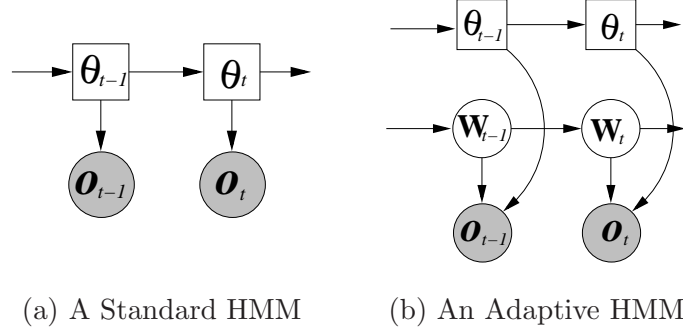 θt-1 θt
ot-1 ot
θt-1 θt
Wt-1 Wt
ot-1 ot
(a) A Standard HMM (b) An Adaptive HMM